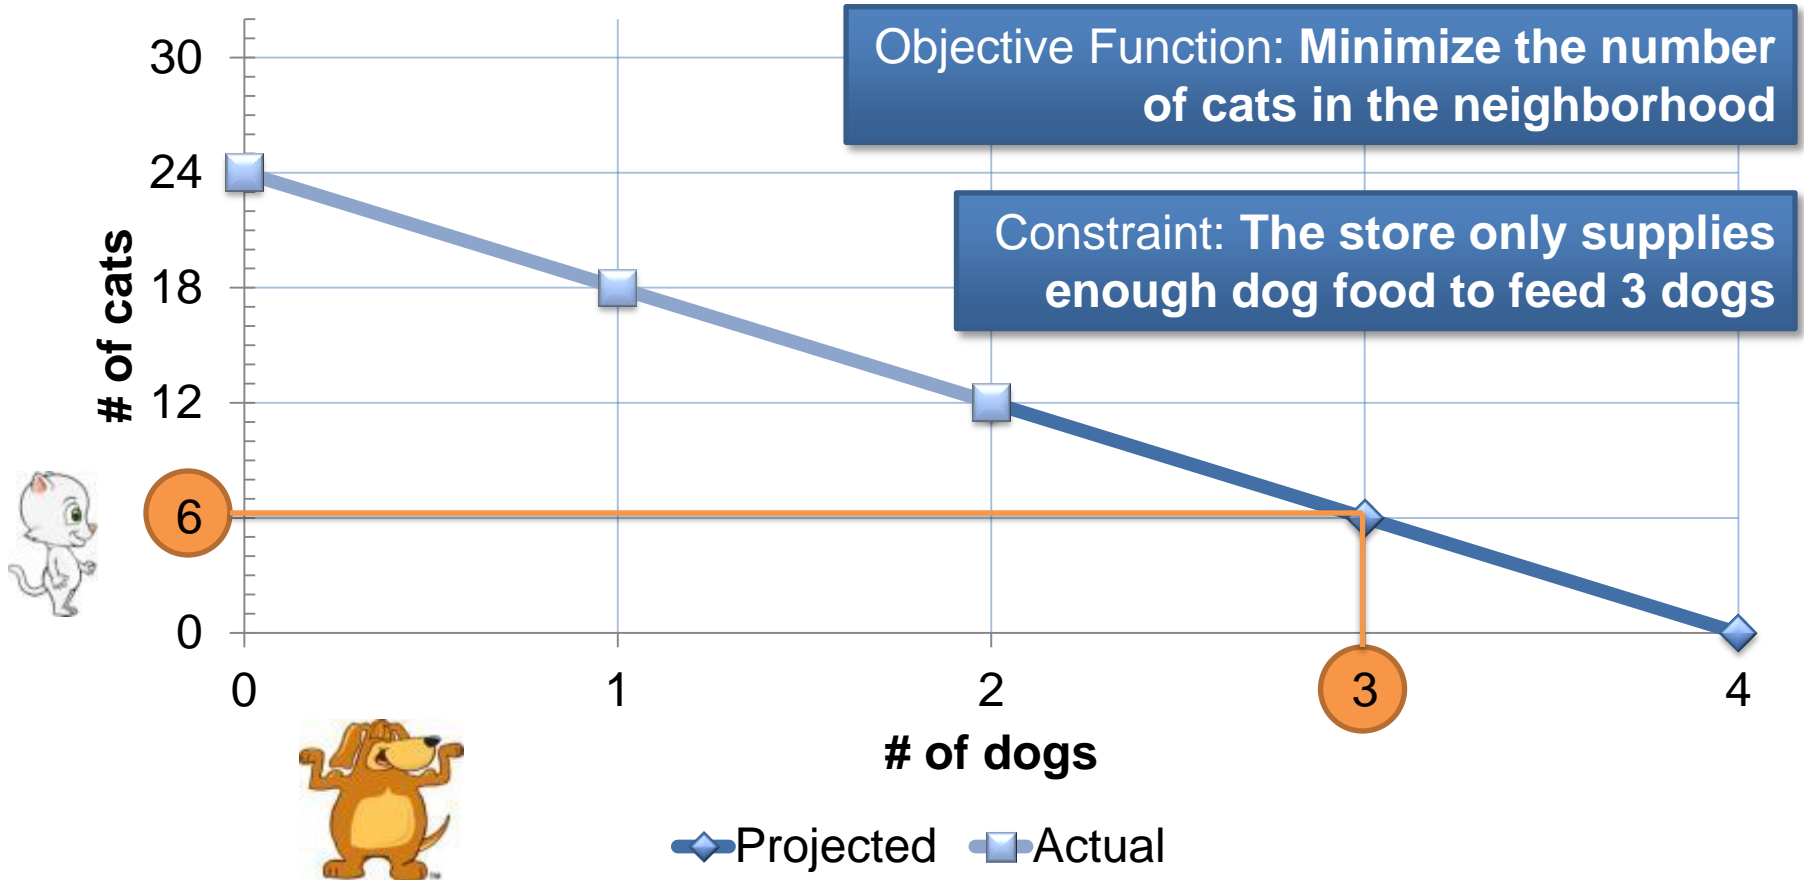 Objective Function: Minimize the number
of cats in the neighborhood
Constraint: The store only supplies
enough dog food to feed 3 dogs
# of cats
30
24
18
12
6
0
0 1 2 3 4
# of dogs
Projected Actual